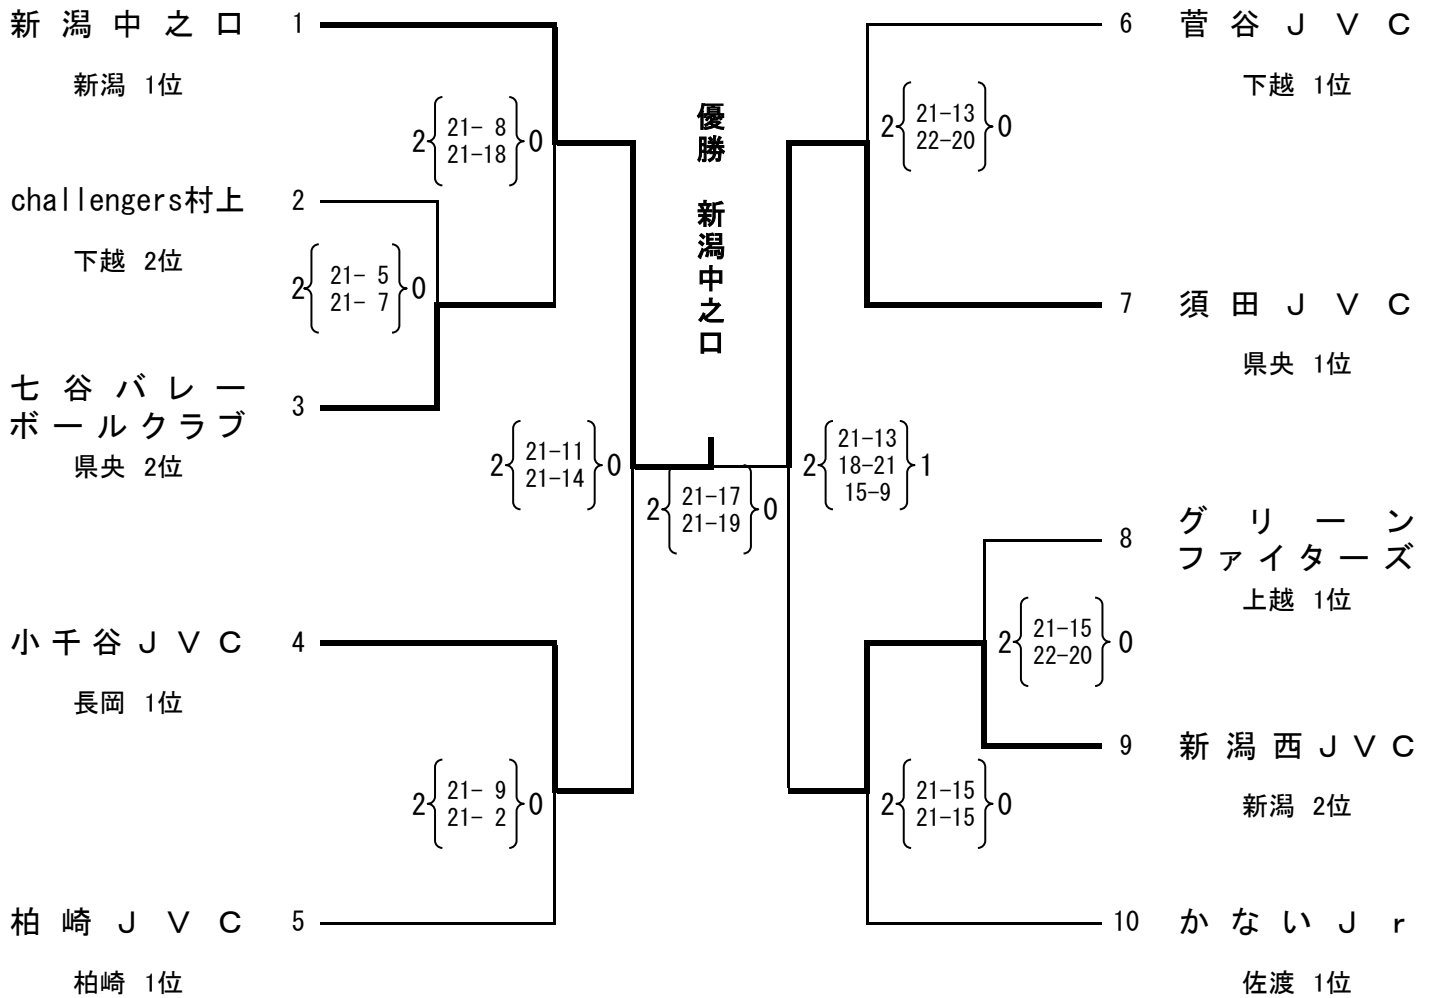 新潟中之口 1
新潟 1位
2 21- 8 0
21-18
challengers村上 2
下越 2位
2 21- 5 0
21- 7
七谷バレー
ボールクラブ 3
県央 2位
2 21-11 0
21-14
小千谷JVC 4
長岡 1位
2 21- 9 0
21- 2
柏崎JVC 5
柏崎 1位
優勝 新潟中之口
2 21-17 0
21-19
6 菅谷JVC
下越 1位
2 21-13 0
22-20
7 須田JVC
県央 1位
21-13
2 18-21 1
15-9
8 グリーン
ファイターズ
上越 1位
2 21-15 0
22-20
9 新潟西JVC
新潟 2位
2 21-15 0
21-15
10 かないJr
佐渡 1位